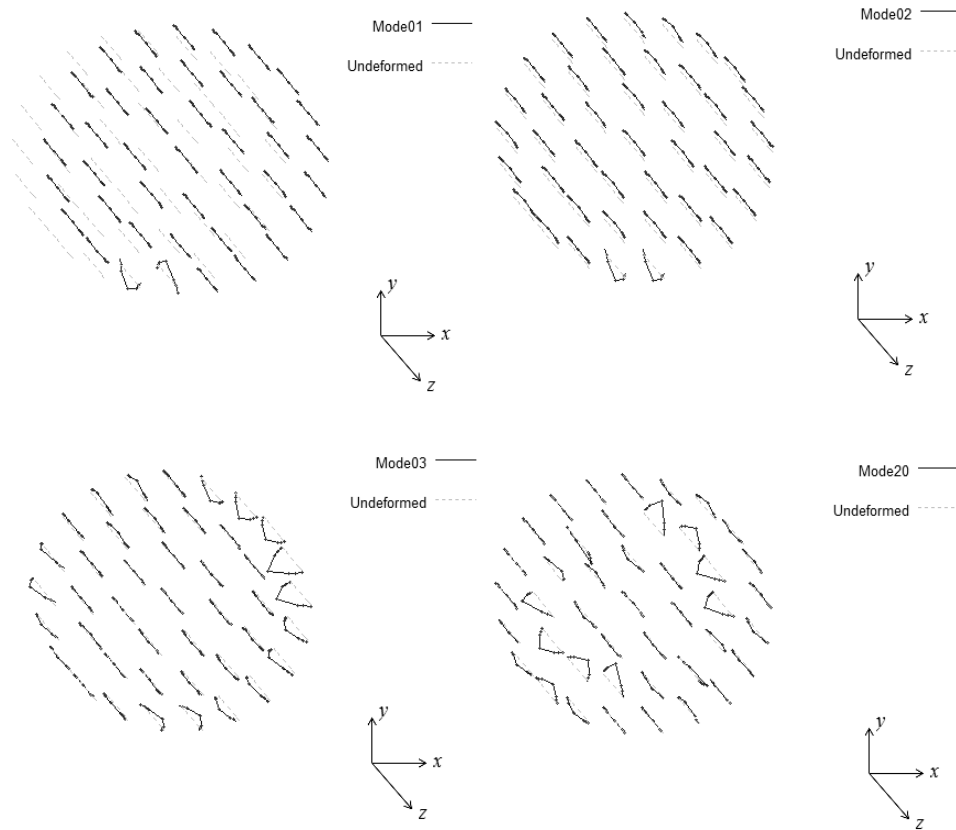 Mode01
Undeformed
y
x
z
Mode02
Undeformed
y
x
z
Mode03
Undeformed
y
x
z
Mode20
Undeformed
y
x
z